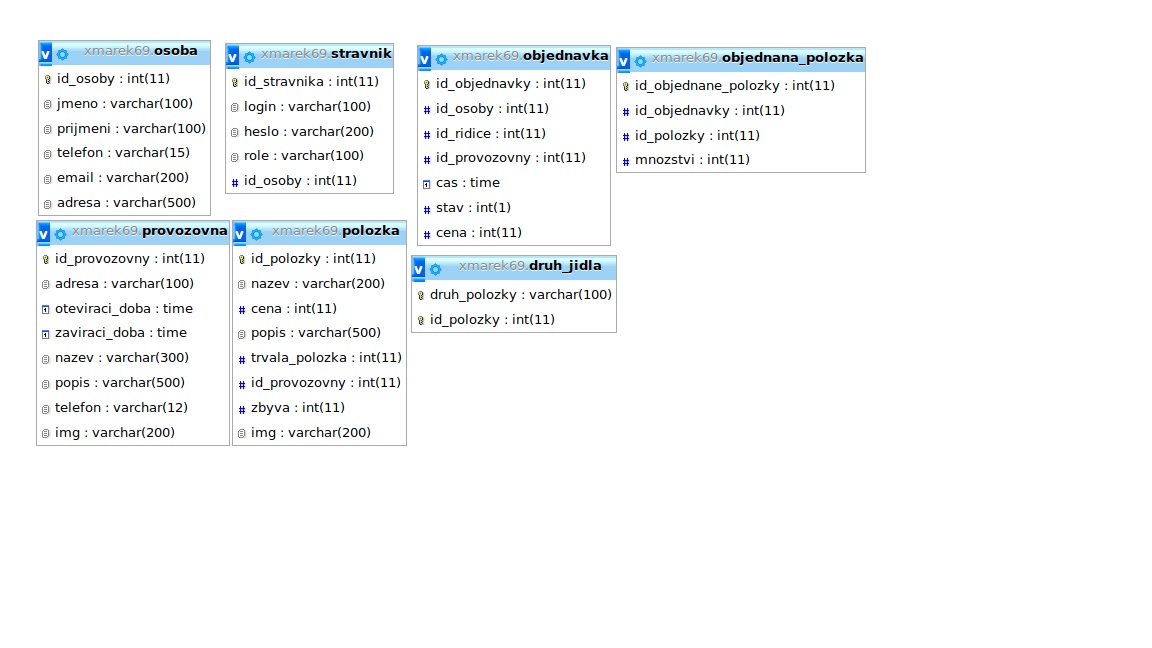 xmarek69.osoba
id_osoby : int(11)
jmeno : varchar(100)
prijmeni : varchar(100)
telefon : varchar(15)
email : varchar(200)
adresa : varchar(500)
xmarek69.stravnik
id_stravnika : int(11)
login : varchar(100)
heslo : varchar(200)
role : varchar(100)
id_osoby : int(11)
xmarek69.objednavka
id_objednavky : int(11)
id_osoby : int(11)
id_ridice : int(11)
id_provozovny : int(11)
cas : time
stav : int(1)
cena : int(11)
xmarek69.objednana_polozka
id_objednane_polozky : int(11)
id_objednavky : int(11)
id_polozky : int(11)
mnozstvi : int(11)
xmarek69.provozovna
id_provozovny : int(11)
adresa : varchar(100)
oteviraci_doba : time
zaviraci_doba : time
nazev : varchar(300)
popis : varchar(500)
telefon : varchar(12)
img : varchar(200)
xmarek69.polozka
id_polozky : int(11)
nazev : varchar(200)
cena : int(11)
popis : varchar(500)
trvala_polozka : int(11)
id_provozovny : int(11)
zbyva : int(11)
img : varchar(200)
xmarek69.druh_jidla
druh_polozky : varchar(100)
id_polozky : int(11)